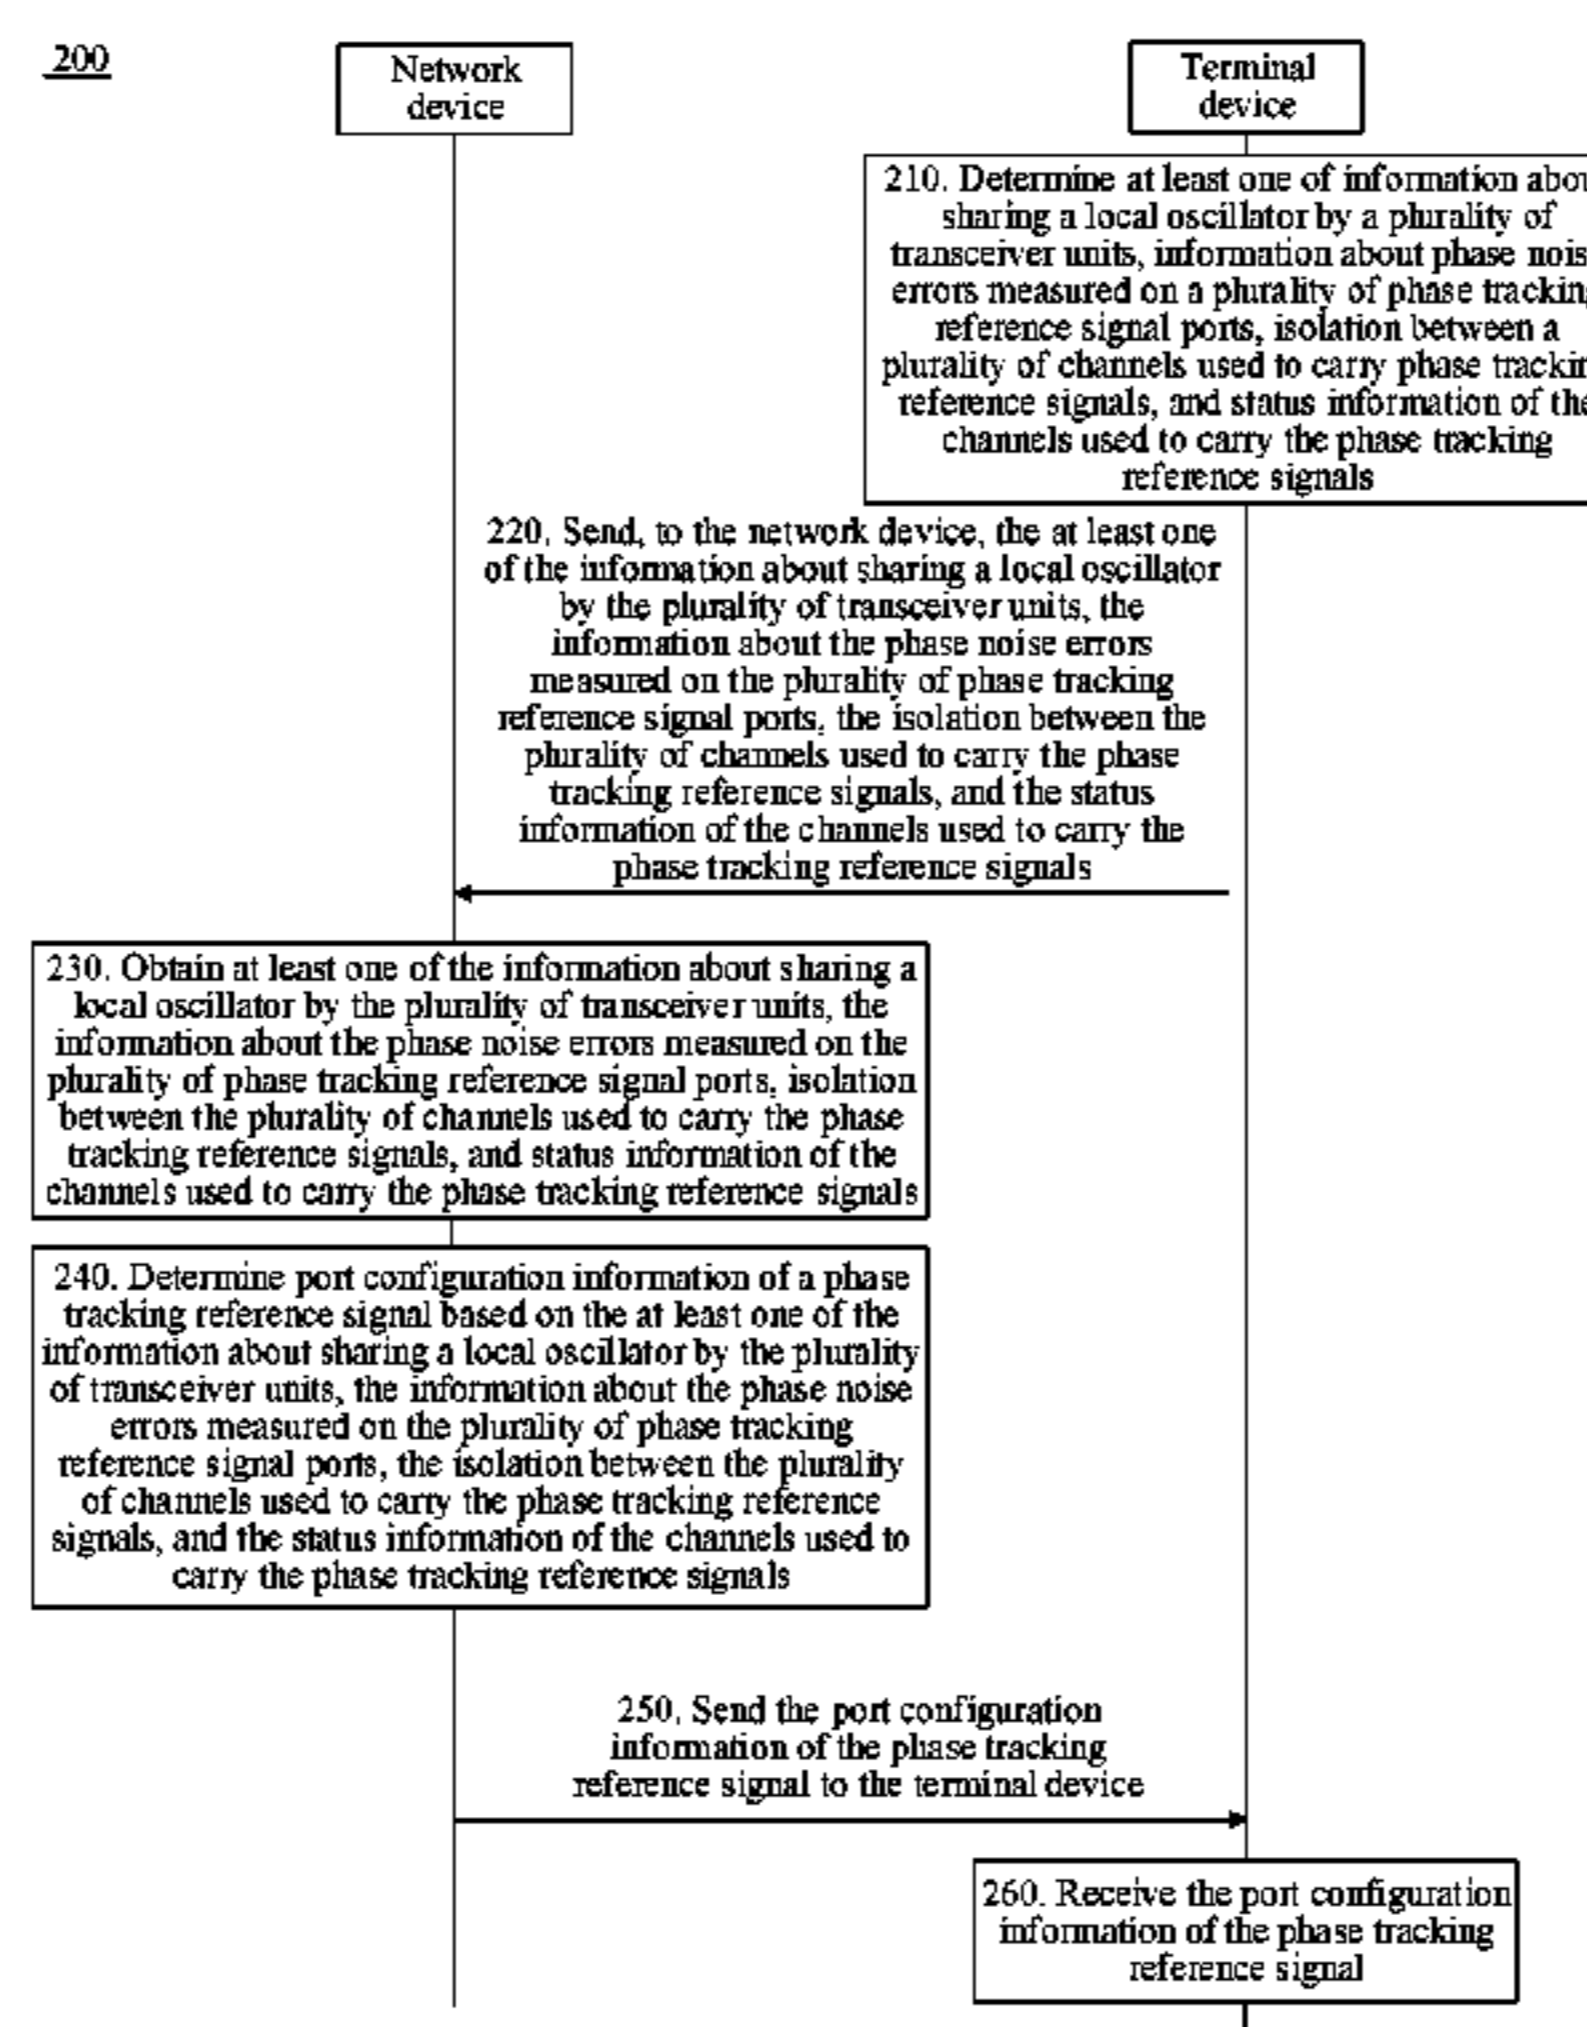 200
Network
device
Terminal
device
210. Determine at least one of information
sharing a local oscillator by a plurality of
transceiver units, information about phase
errors measured on a plurality of phase
reference signal ports, isolation between a
plurality of channels used to carry phase
reference signals, and status information of
channels used to carry the phase tracking
reference signals
220. Send, to the network device, the at least one
of the information about sharing a local oscillator
by the plurality of transceiver units, the
information about the phase noise errors
measured on the plurality of phase tracking
reference signal ports, the isolation between the
plurality of channels used to carry the phase
tracking reference signals, and the status
information of the channels used to carry the
phase tracking reference signals
230. Obtain at least one of the information about sharing a
local oscillator by the plurality of transceiver units, the
information about the phase noise errors measured on the
plurality of phase tracking reference signal ports, isolation
between the plurality of channels used to carry the phase
tracking reference signals, and status information of the
channels used to carry the phase tracking reference signals
240. Determine port configuration information of a phase
tracking reference signal based on the at least one of the
information about sharing a local oscillator by the plurality
of transceiver units, the information about the phase noise
errors measured on the plurality of phase tracking
reference signal ports, the isolation between the plurality
of channels used to carry the phase tracking reference
signals, and the status information of the channels used to
carry the phase tracking reference signals
250. Send the port configuration
information of the phase tracking
reference signal to the terminal device
260. Receive the port configuration
information of the phase tracking
reference signal